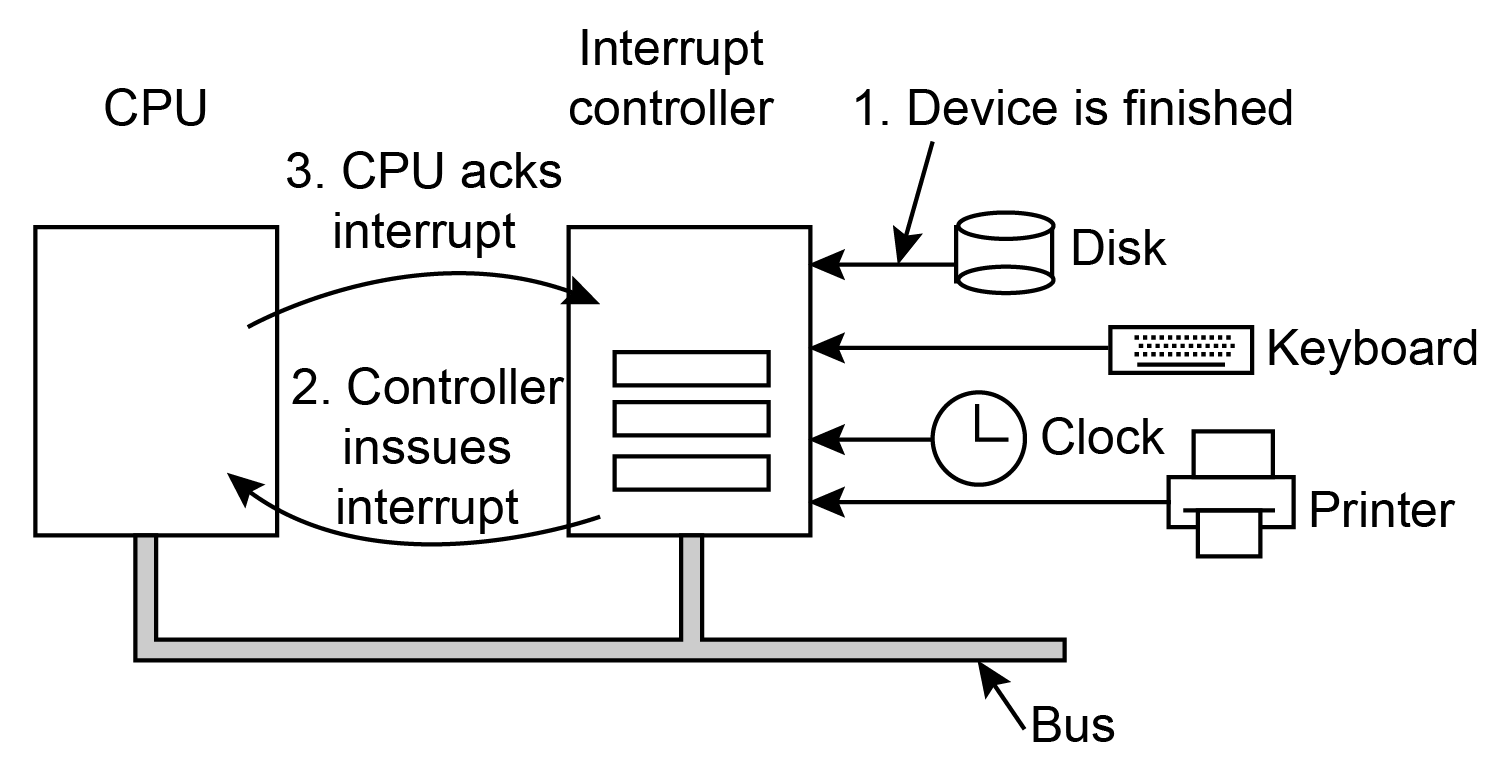 CPU
Interrupt
controller
1. Device is finished
3. CPU acks
interrupt
Disk
Keyboard
2. Controller
inssues
interrupt
Clock
Printer
Bus